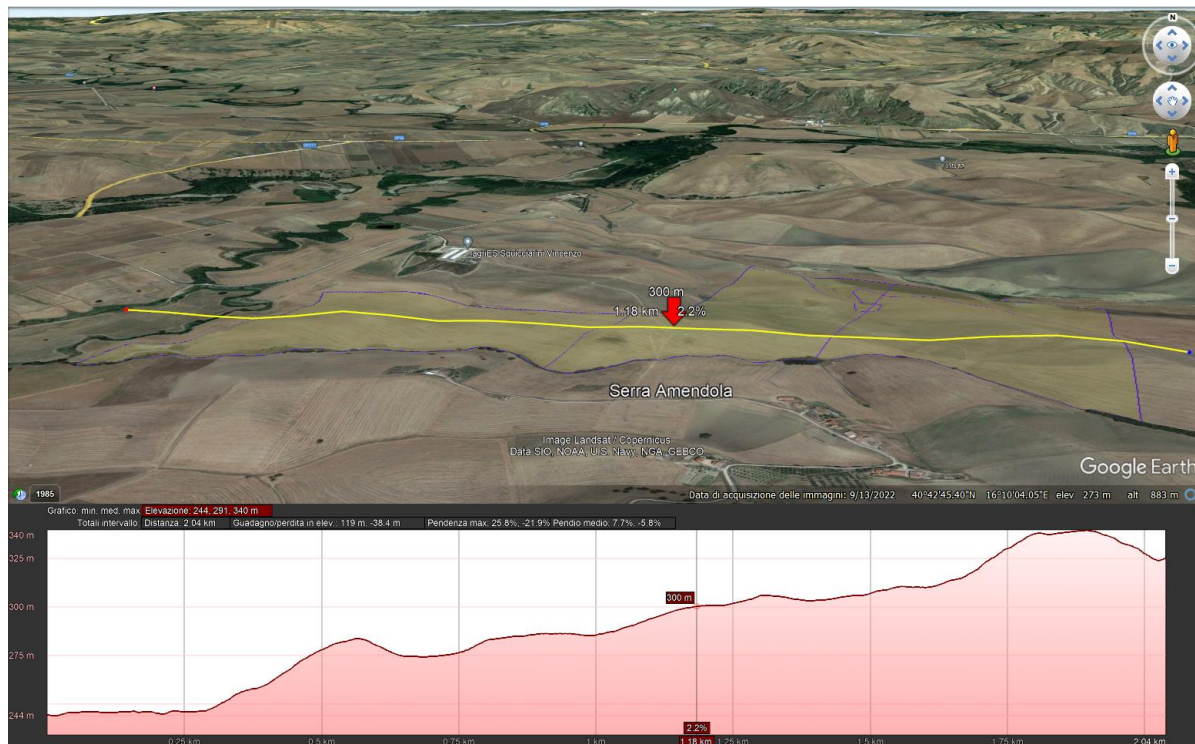 N
Lag.IES Squicciarini Vincenzo
300 m
1.18 km 2.2%
Serra Amendola
Image Landsat / Copernicus
Data SIO, NOAA, U.S. Navy, NGA, GEBCO
Google Earth
1985
Data di acquisizione delle immagini: 9/13/2022 40°42'45.40"N 16°10'04.05"E elev 273 m alt 883 m
Grafico: min. med. max Elevazione: 244, 291, 340 m
Totali intervallo: Distanza: 2.04 km Guadagno/perdita in elev.: 119 m, -38.4 m Pendenza max: 25.8%, -21.9% Pendio medio: 7.7%, -5.8%
340 m
325 m
300 m
300 m
275 m
244 m
2.2%
0.25 km 0.5 km 0.75 km 1 km 1.18 km 1.25 km 1.5 km 1.75 km 2.04 km